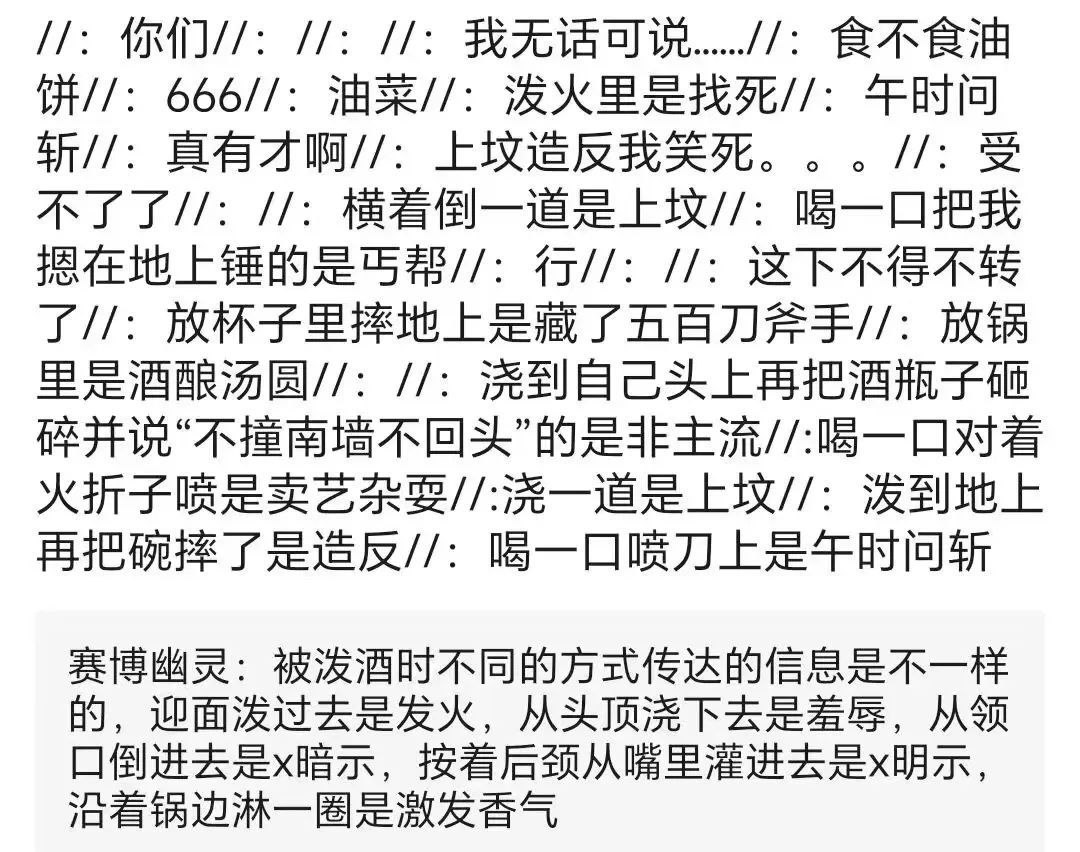 //：你们//：//：//：我无话可说......//：食不食油
饼//：666//：油菜//：泼火里是找死//：午时问
斩//：真有才啊//：上坟造反我笑死。。。//：受
不了了//：//：横着倒一道是上坟//：喝一口把我
摁在地上锤的是丐帮//：行//：//：这下不得不转
了//：放杯子里摔地上是藏了五百刀斧手//：放锅
里是酒酿汤圆//：//：浇到自己头上再把酒瓶子砸
碎并说“不撞南墙不回头”的是非主流//:喝一口对着
火折子喷是卖艺杂耍//:浇一道是上坟//：泼到地上
再把碗摔了是造反//：喝一口喷刀上是午时问斩
赛博幽灵：被泼酒时不同的方式传达的信息是不一样
的，迎面泼过去是发火，从头顶浇下去是羞辱，从领
口倒进去是x暗示，按着后颈从嘴里灌进去是x明示，
沿着锅边淋一圈是激发香气